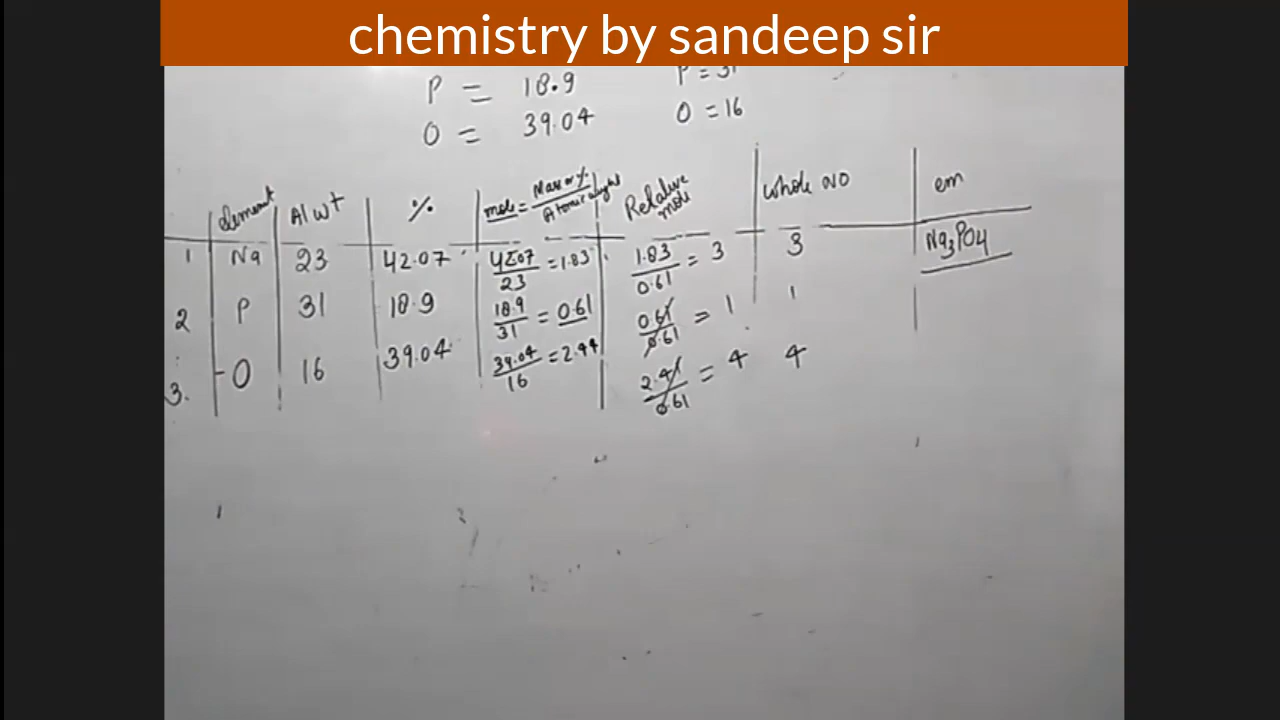 chemistry by sandeep sir
P = 18.9 P = 31
O = 39.04 O = 16
element At wt % mole = Mass or % / Atomic weight Relative mole whole no em
1 Na 23 42.07 42.07/23 = 1.83 1.83/0.61 = 3 3 Na3PO4
2 P 31 18.9 18.9/31 = 0.61 0.61/0.61 = 1 1
3. O 16 39.04 39.04/16 = 2.44 2.41/0.61 = 4 4